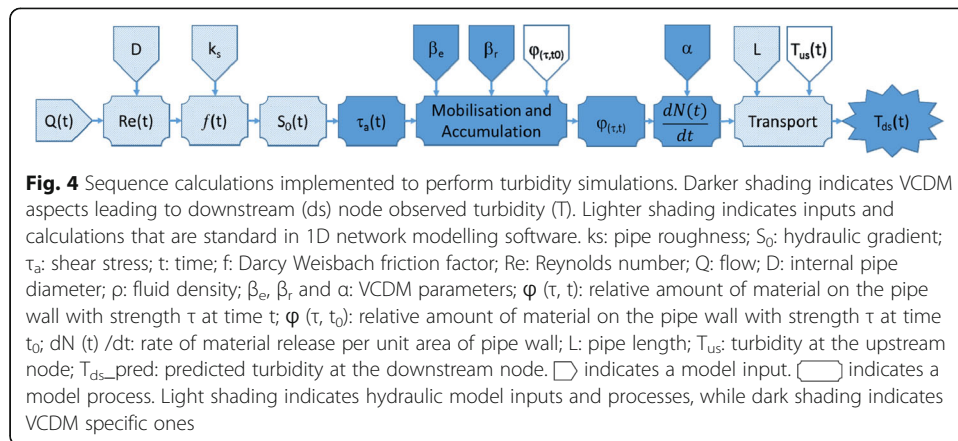 D
kₛ
βₑ
βᵣ
φ(τ,t0)
α
L
Tᵤₛ(t)
Q(t)
Re(t)
f(t)
S₀(t)
τₐ(t)
Mobilisation and
Accumulation
φ(τ,t)
dN(t)
dt
Transport
T_ds(t)
Fig. 4 Sequence calculations implemented to perform turbidity simulations. Darker shading indicates VCDM
aspects leading to downstream (ds) node observed turbidity (T). Lighter shading indicates inputs and
calculations that are standard in 1D network modelling software. ks: pipe roughness; S₀: hydraulic gradient;
τₐ: shear stress; t: time; f: Darcy Weisbach friction factor; Re: Reynolds number; Q: flow; D: internal pipe
diameter; ρ: fluid density; βₑ, βᵣ and α: VCDM parameters; φ (τ, t): relative amount of material on the pipe
wall with strength τ at time t; φ (τ, t₀): relative amount of material on the pipe wall with strength τ at time
t₀; dN (t) /dt: rate of material release per unit area of pipe wall; L: pipe length; Tᵤₛ: turbidity at the upstream
node; T_ds_pred: predicted turbidity at the downstream node. indicates a model input. indicates a
model process. Light shading indicates hydraulic model inputs and processes, while dark shading indicates
VCDM specific ones